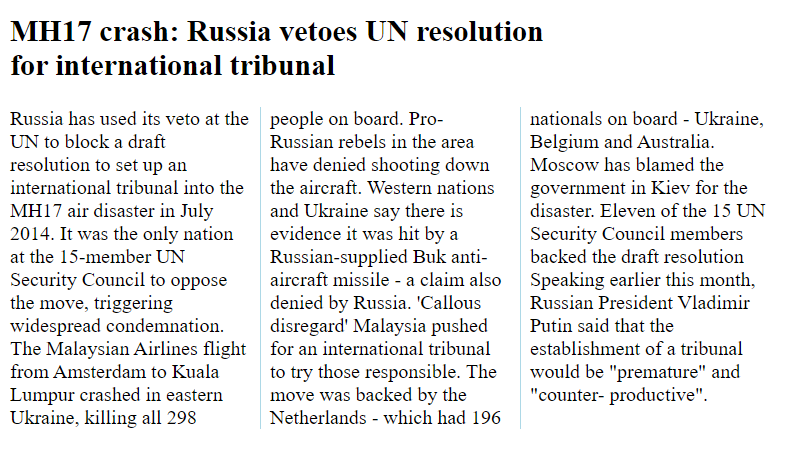 MH17 crash: Russia vetoes UN resolution
for international tribunal
Russia has used its veto at the
UN to block a draft
resolution to set up an
international tribunal into the
MH17 air disaster in July
2014. It was the only nation
at the 15-member UN
Security Council to oppose
the move, triggering
widespread condemnation.
The Malaysian Airlines flight
from Amsterdam to Kuala
Lumpur crashed in eastern
Ukraine, killing all 298
people on board. Pro-
Russian rebels in the area
have denied shooting down
the aircraft. Western nations
and Ukraine say there is
evidence it was hit by a
Russian-supplied Buk anti-
aircraft missile - a claim also
denied by Russia. 'Callous
disregard' Malaysia pushed
for an international tribunal
to try those responsible. The
move was backed by the
Netherlands - which had 196
nationals on board - Ukraine,
Belgium and Australia.
Moscow has blamed the
government in Kiev for the
disaster. Eleven of the 15 UN
Security Council members
backed the draft resolution
Speaking earlier this month,
Russian President Vladimir
Putin said that the
establishment of a tribunal
would be "premature" and
"counter- productive".